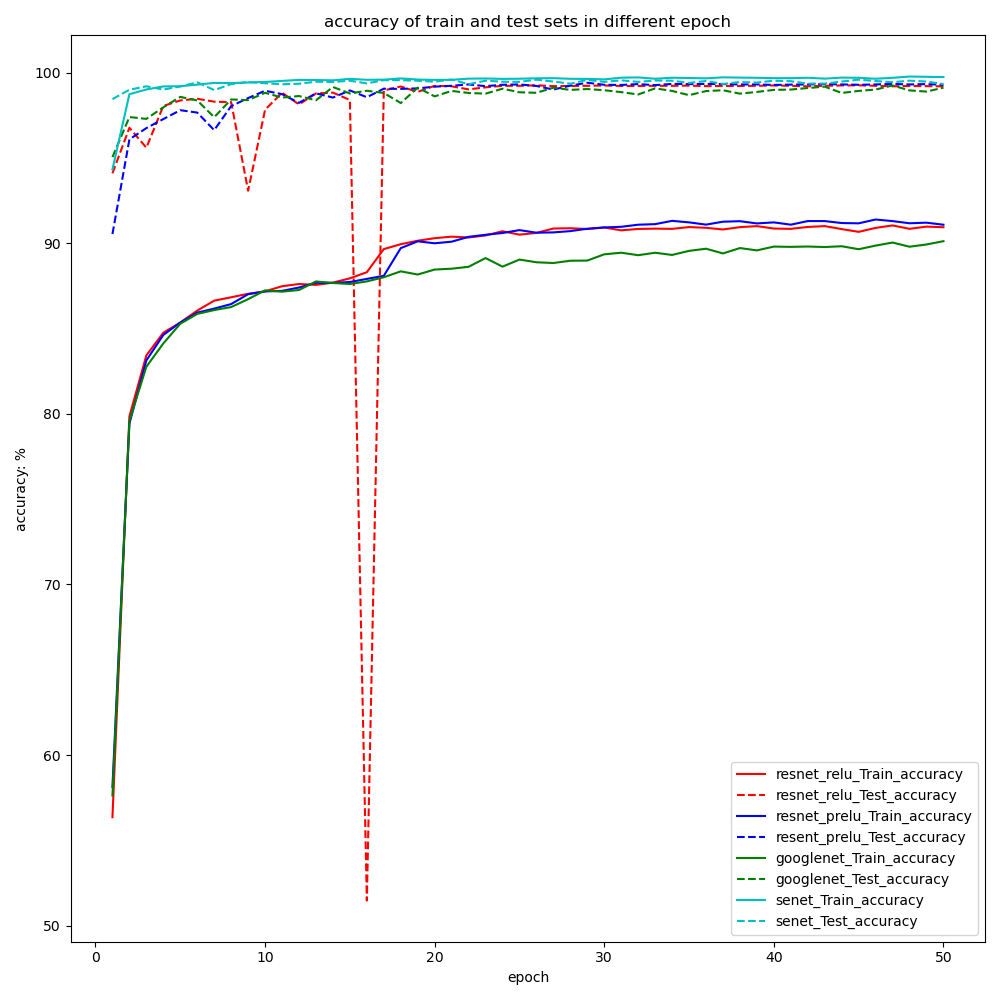 accuracy of train and test sets in different epoch
100
90
80
70
60
50
accuracy: %
0 10 20 30 40 50
epoch
resnet_relu_Train_accuracy
resnet_relu_Test_accuracy
resnet_prelu_Train_accuracy
resent_prelu_Test_accuracy
googlenet_Train_accuracy
googlenet_Test_accuracy
senet_Train_accuracy
senet_Test_accuracy